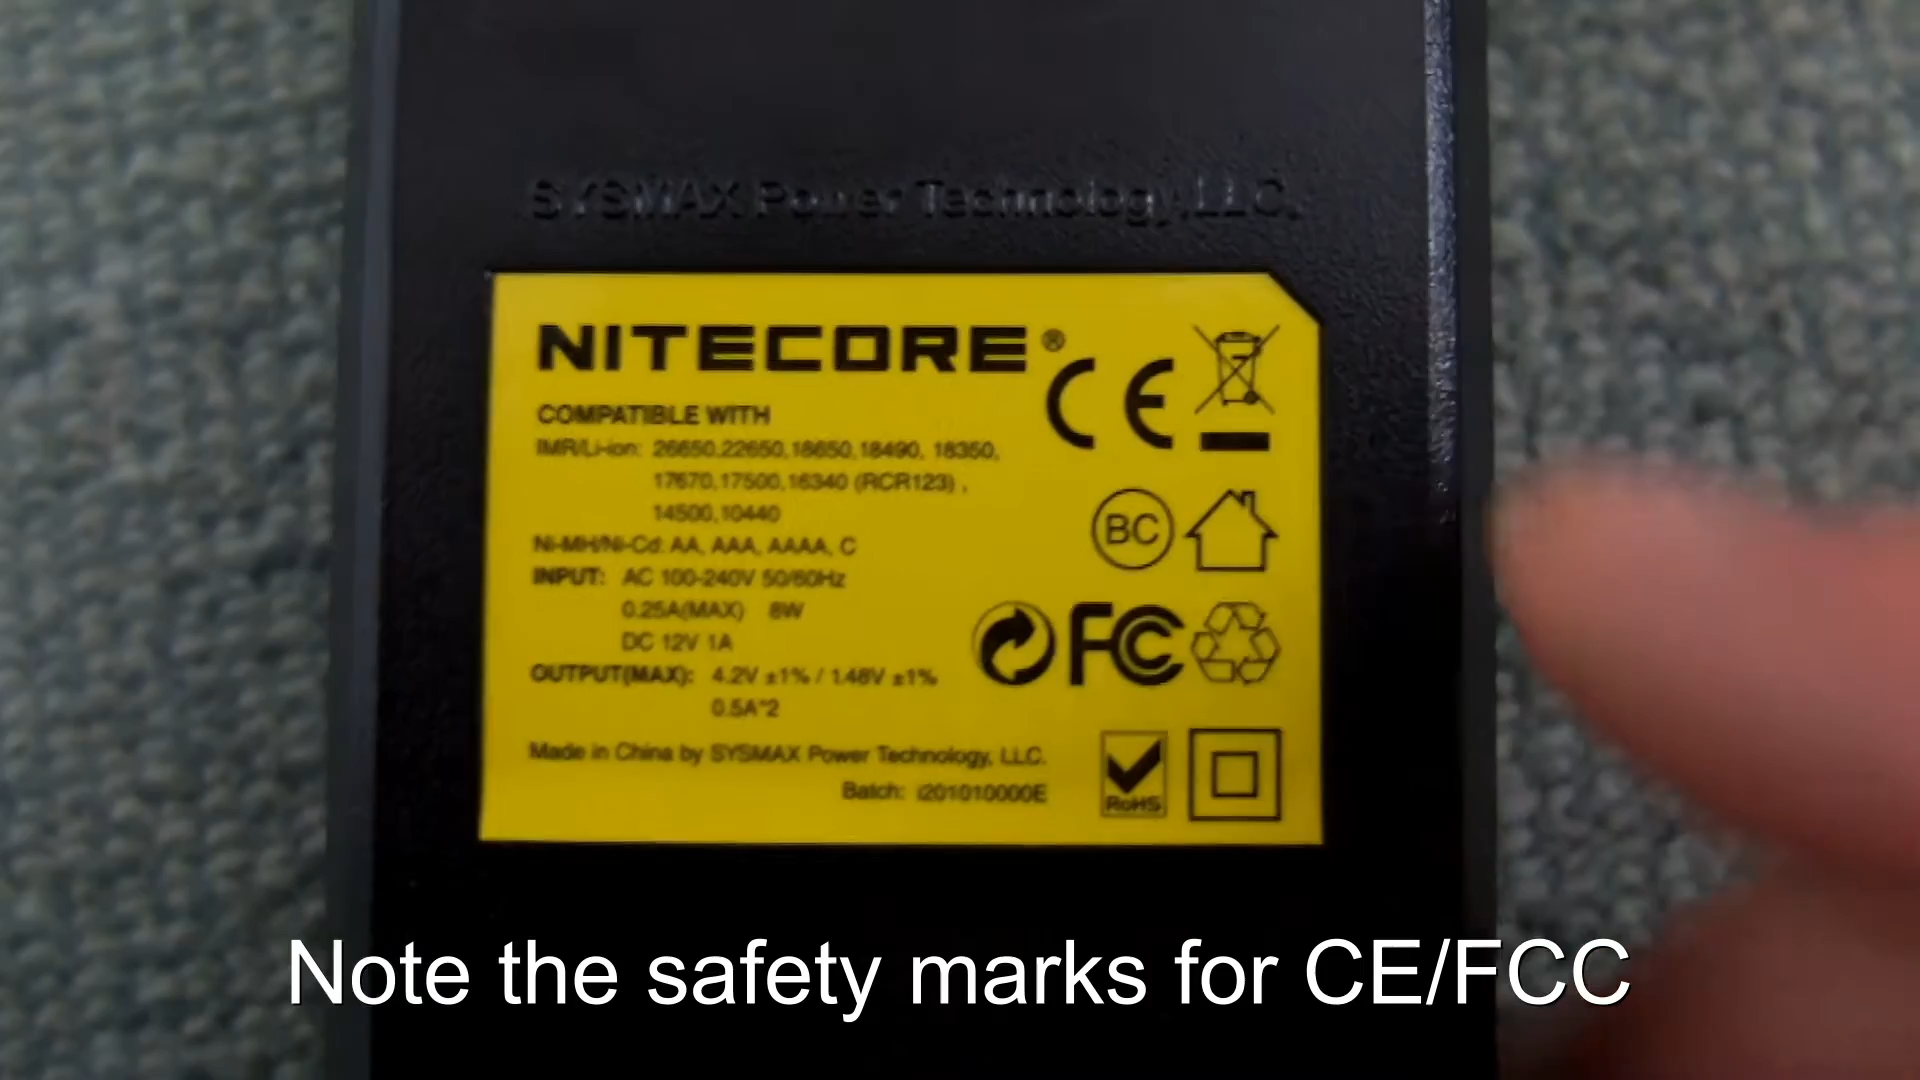 SYSMAX Power Technology,LLC.
NITECORE®
CE
COMPATIBLE WITH
IMR/Li-ion: 26650,22650,18650,18490, 18350,
17670,17500,16340 (RCR123) ,
14500,10440
BC
Ni-MH/Ni-Cd: AA, AAA, AAAA, C
INPUT: AC 100-240V 50/60Hz
0.25A(MAX) 8W
DC 12V 1A
FCC
OUTPUT(MAX): 4.2V ±1% / 1.48V ±1%
0.5A*2
Made in China by SYSMAX Power Technology, LLC.
Batch: i201010000E
RoHS
Note the safety marks for CE/FCC